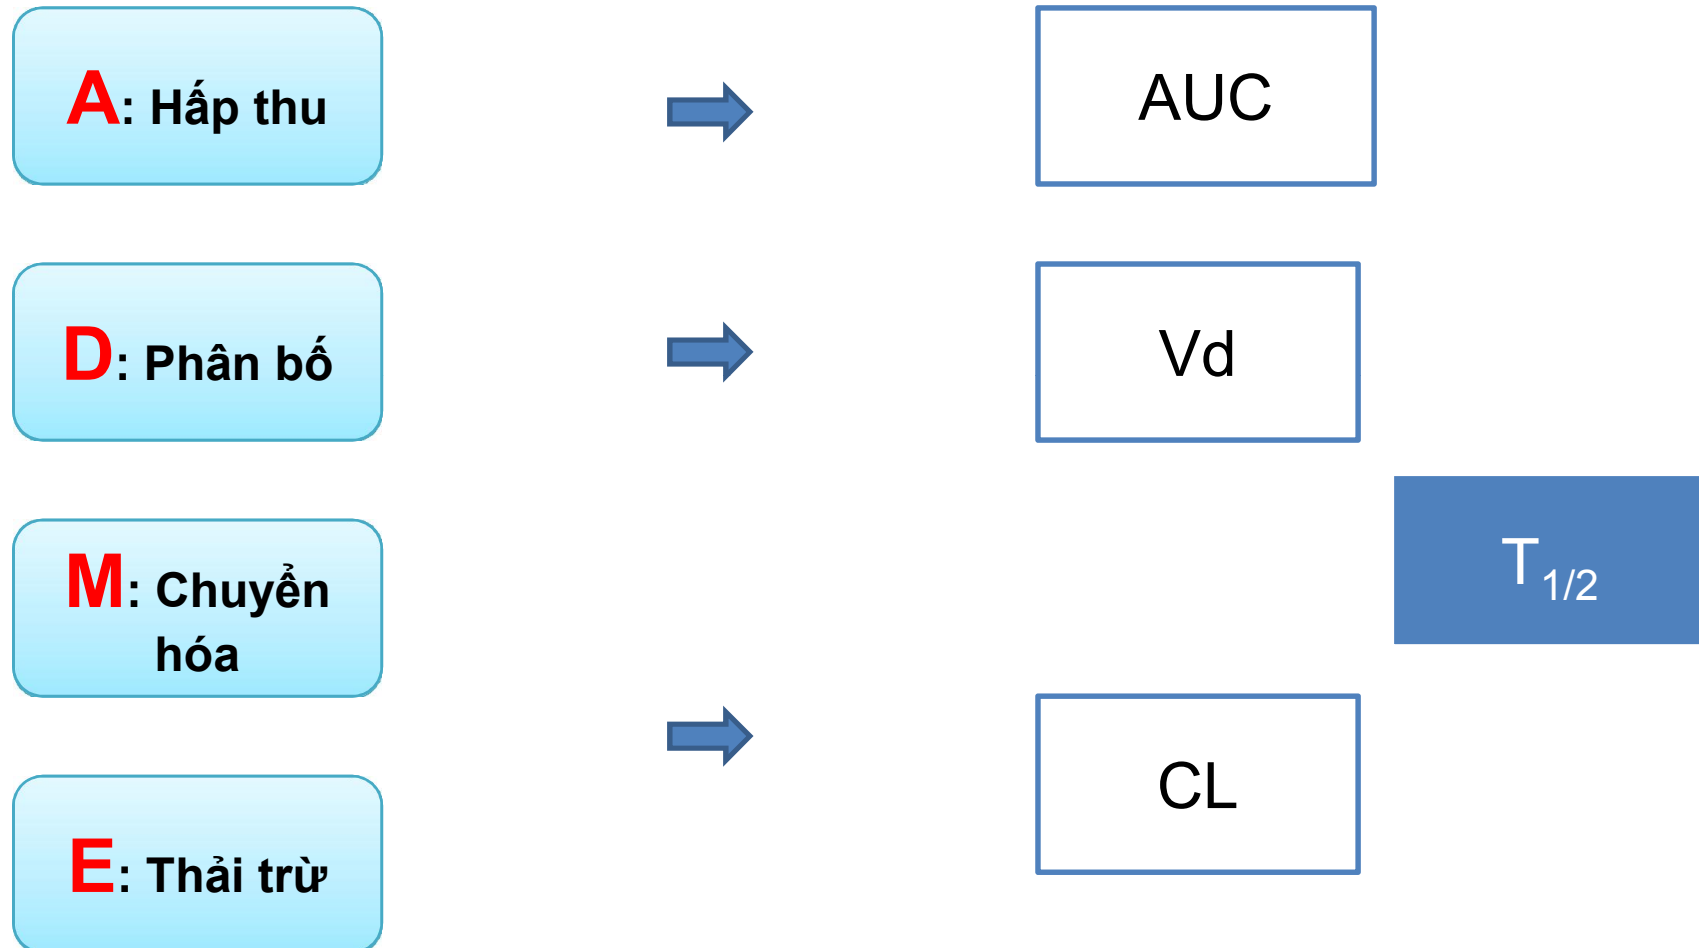 A: Hấp thu
AUC
D: Phân bố
Vd
M: Chuyển
hóa
T1/2
CL
E: Thải trừ